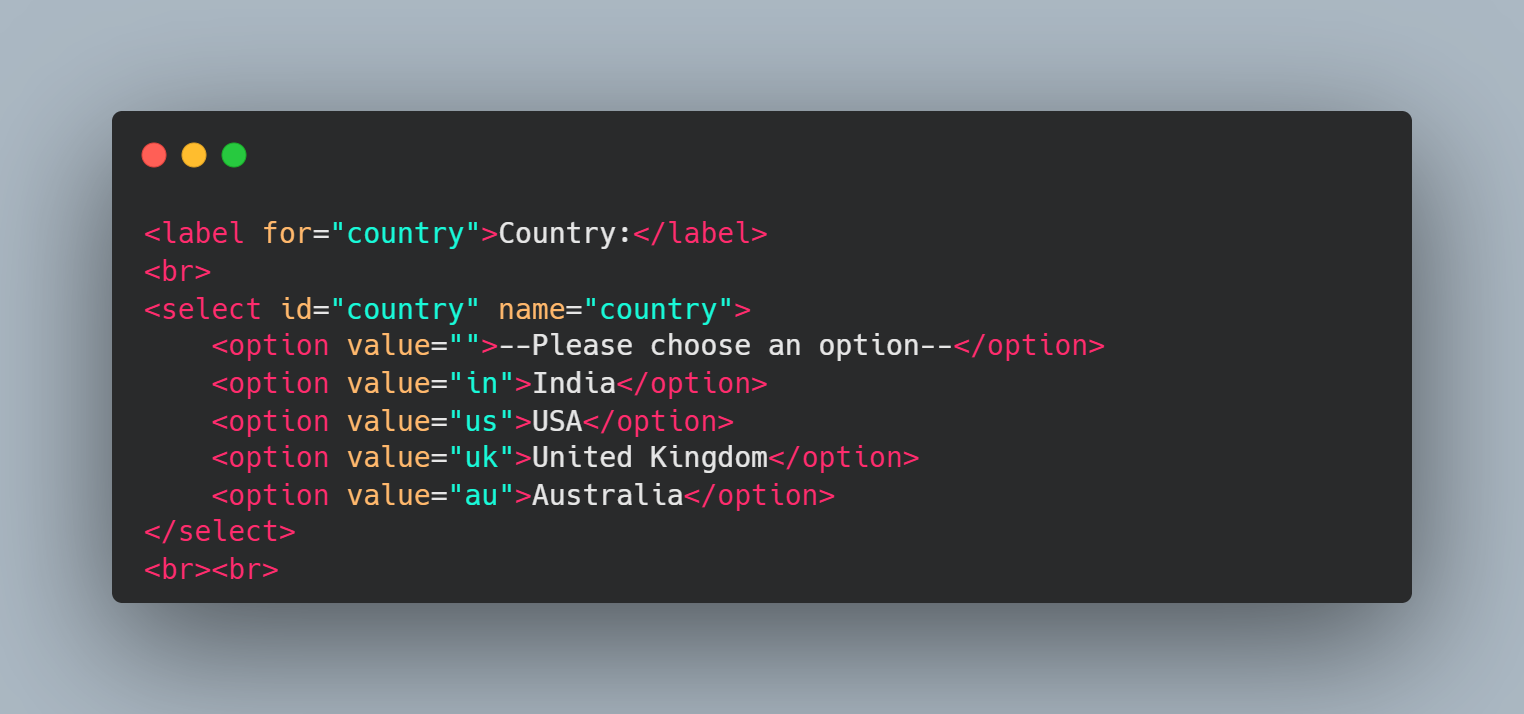 <label for="country">Country:</label>
<br>
<select id="country" name="country">
    <option value="">--Please choose an option--</option>
    <option value="in">India</option>
    <option value="us">USA</option>
    <option value="uk">United Kingdom</option>
    <option value="au">Australia</option>
</select>
<br><br>